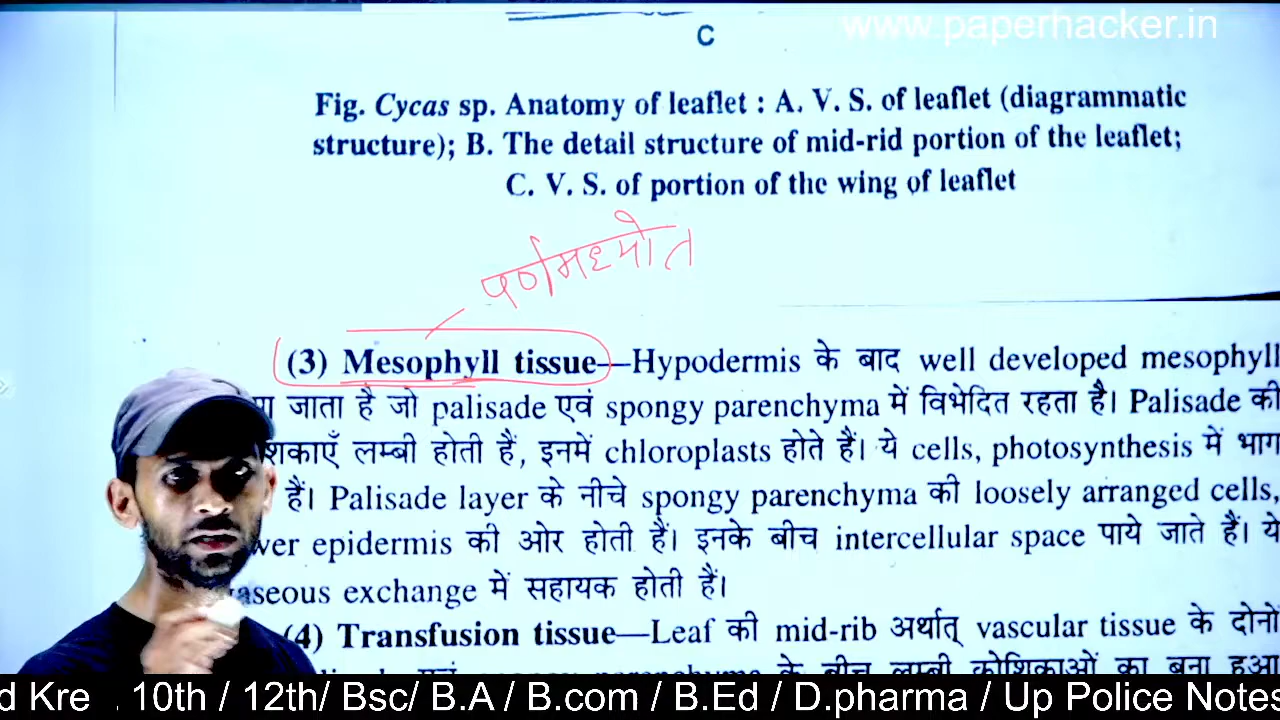 www.paperhacker.in
C
Fig. Cycas sp. Anatomy of leaflet : A. V. S. of leaflet (diagrammatic
structure); B. The detail structure of mid-rid portion of the leaflet;
C. V. S. of portion of the wing of leaflet
पर्णमध्योत
(3) Mesophyll tissue—Hypodermis के बाद well developed mesophyll
जाता है जो palisade एवं spongy parenchyma में विभेदित रहता है। Palisade की
लम्बी होती हैं, इनमें chloroplasts होते हैं। ये cells, photosynthesis में भाग
हैं। Palisade layer के नीचे spongy parenchyma की loosely arranged cells,
wer epidermis की ओर होती हैं। इनके बीच intercellular space पाये जाते हैं। ये
gaseous exchange में सहायक होती हैं।
(4) Transfusion tissue—Leaf की mid-rib अर्थात् vascular tissue के दोनो
के बीच लम्बी कोशिकाओं का बना हुआ
d Kre . 10th / 12th/ Bsc/ B.A / B.com / B.Ed / D.pharma / Up Police Notes